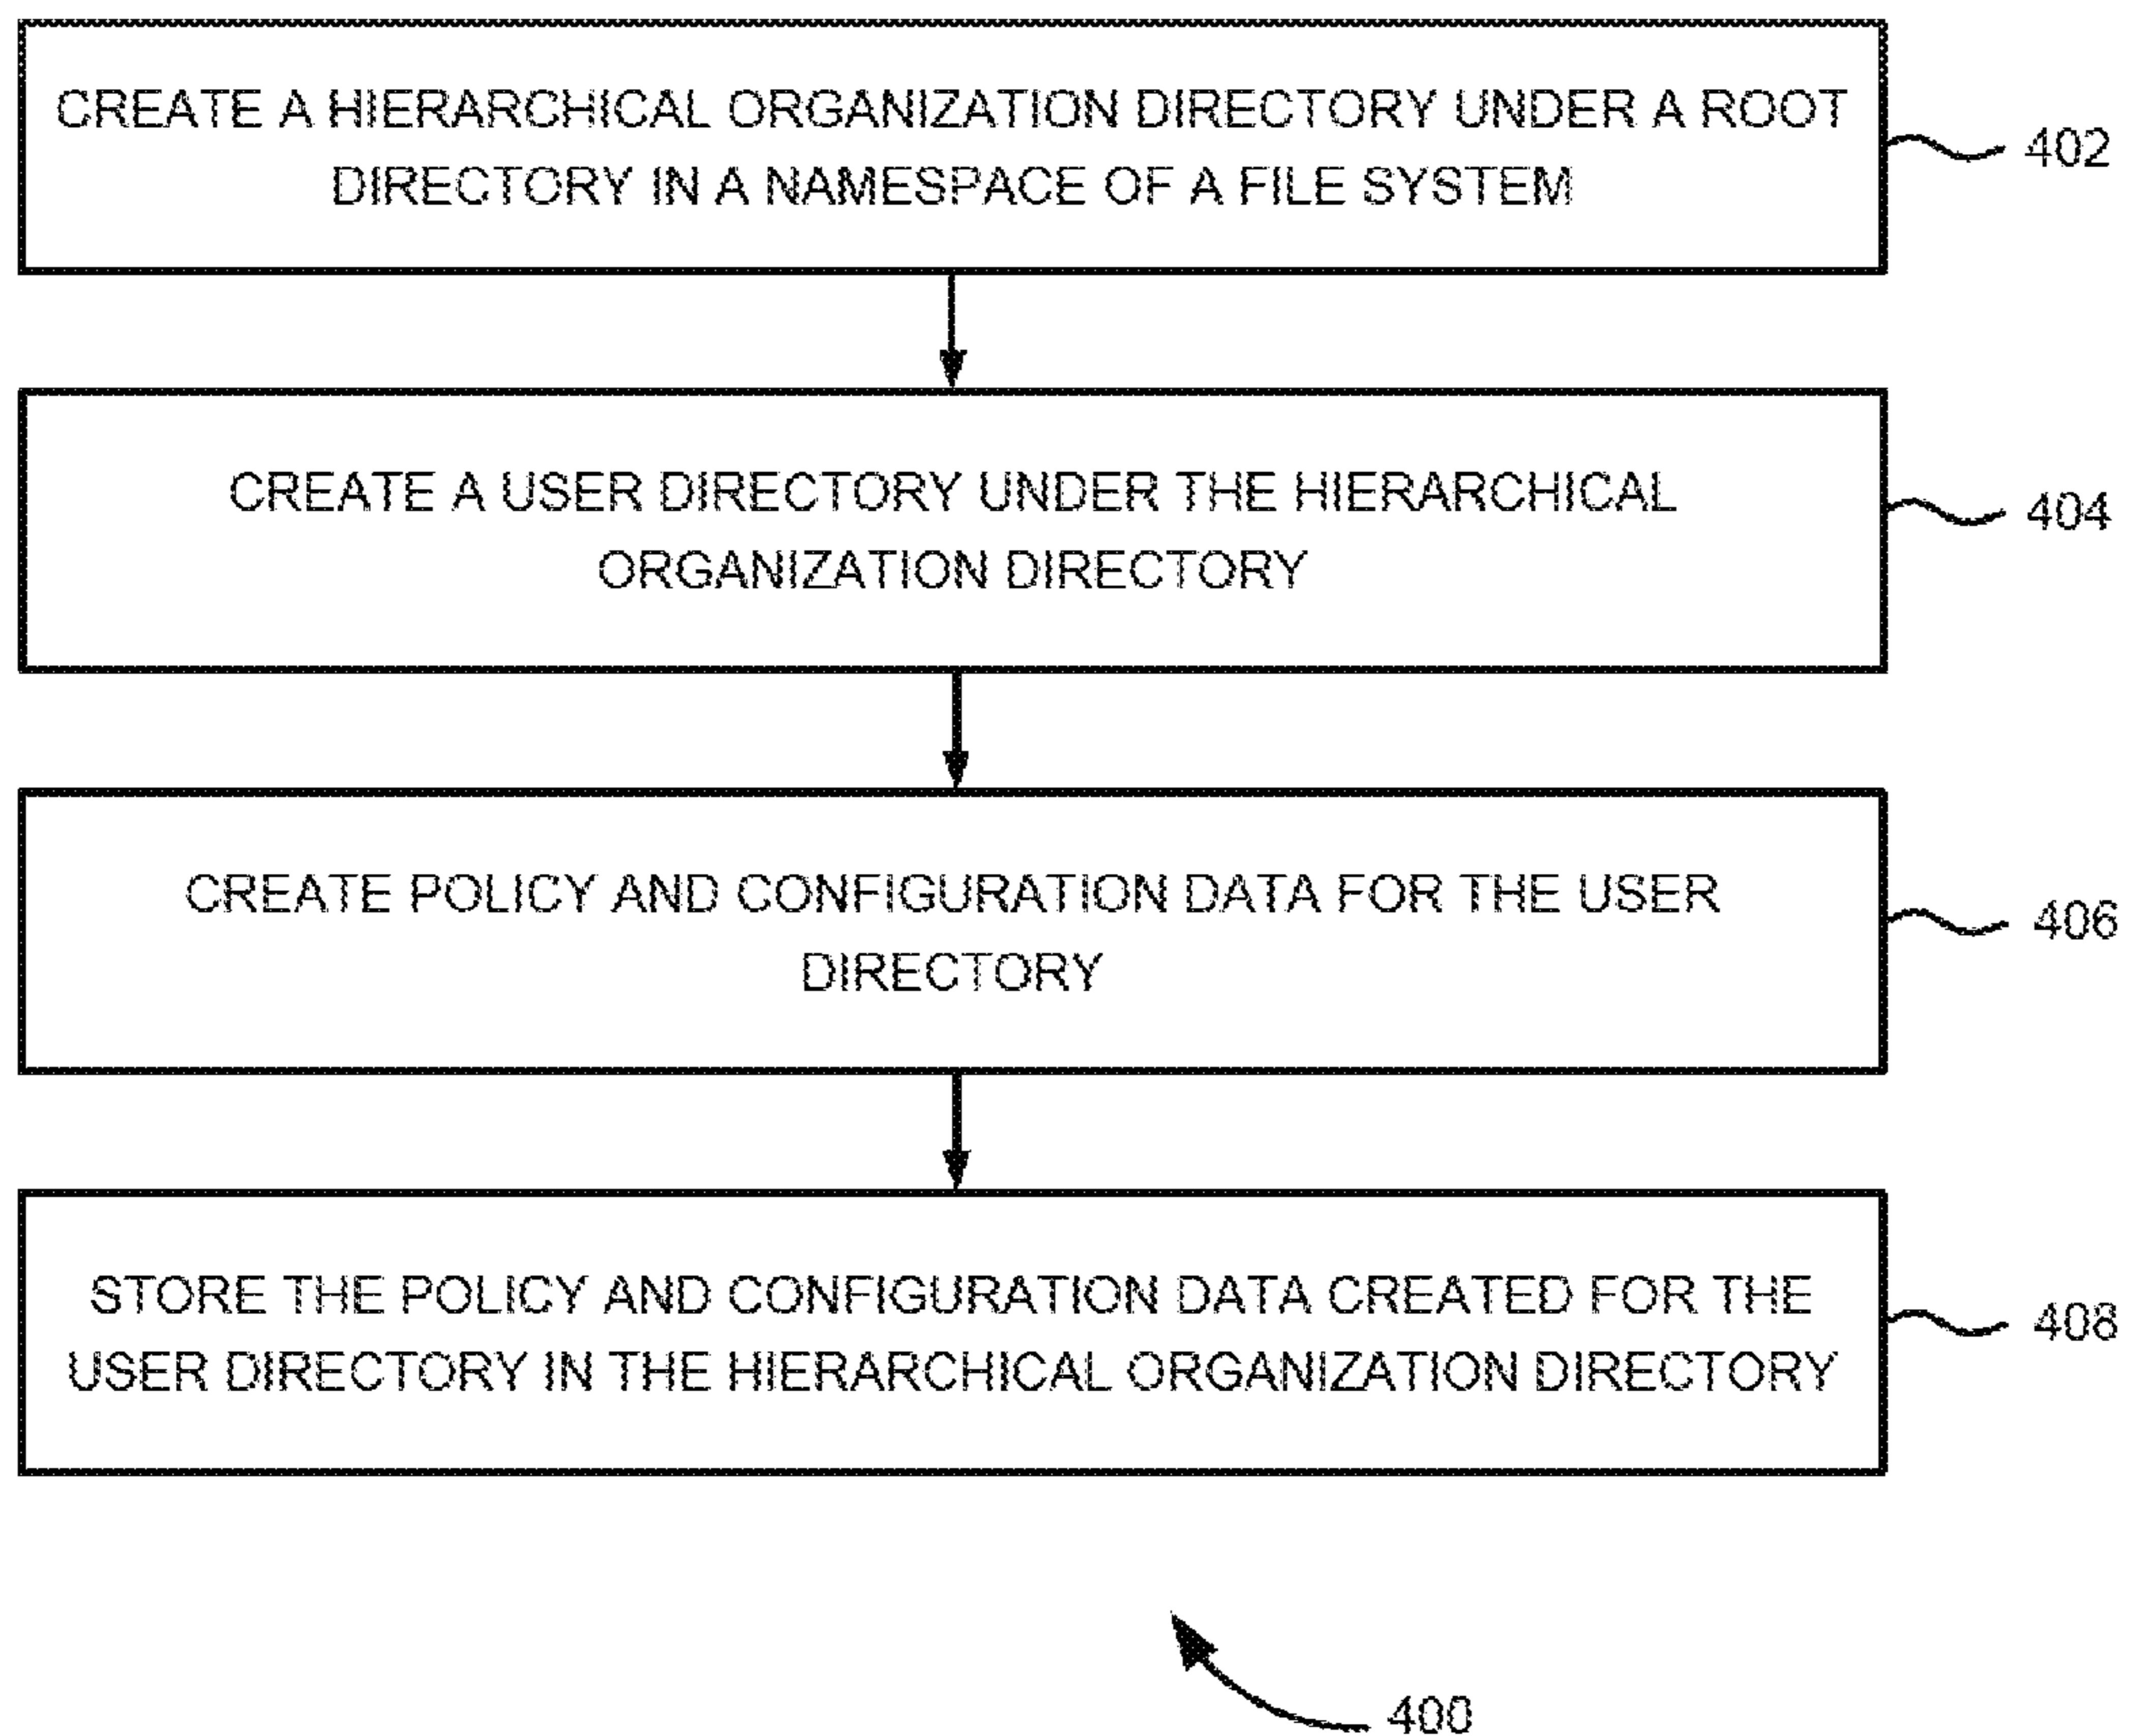 CREATE A HIERARCHICAL ORGANIZATION DIRECTORY UNDER A ROOT
DIRECTORY IN A NAMESPACE OF A FILE SYSTEM
402
CREATE A USER DIRECTORY UNDER THE HIERARCHICAL
ORGANIZATION DIRECTORY
404
CREATE POLICY AND CONFIGURATION DATA FOR THE USER
DIRECTORY
406
STORE THE POLICY AND CONFIGURATION DATA CREATED FOR THE
USER DIRECTORY IN THE HIERARCHICAL ORGANIZATION DIRECTORY
408
400